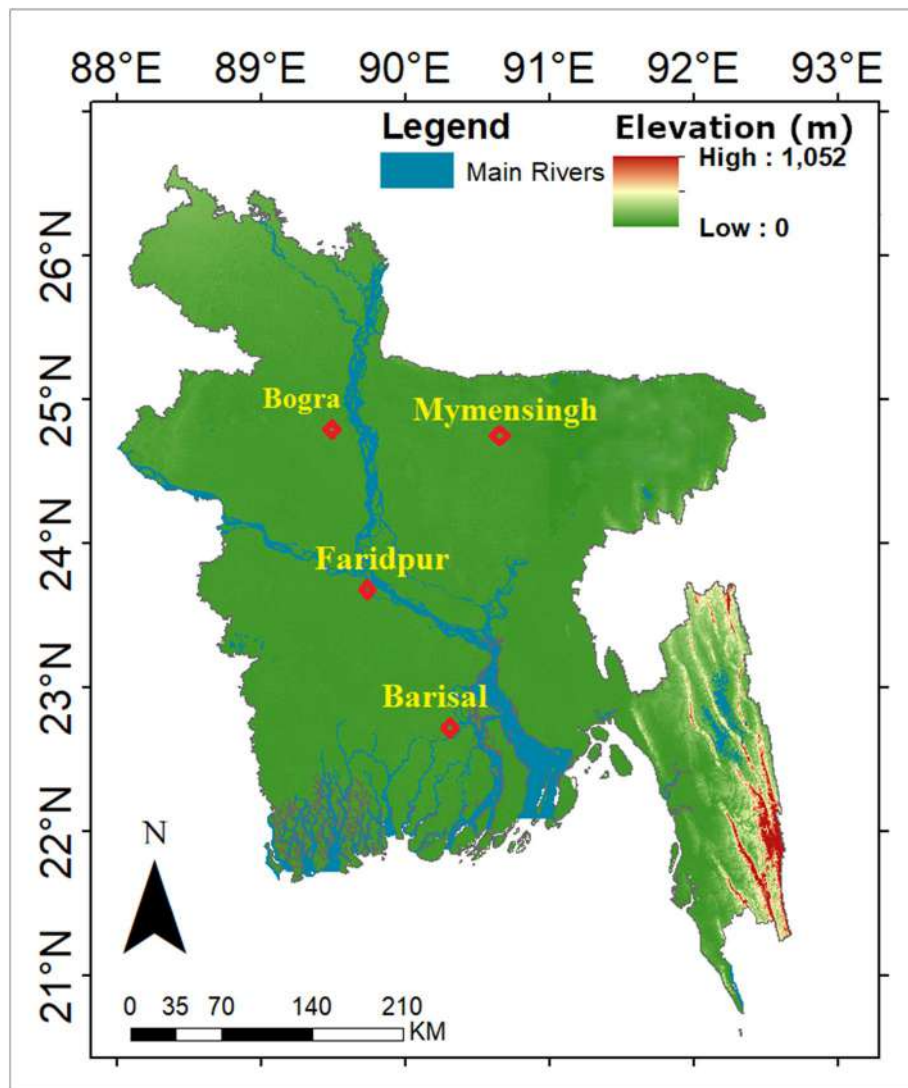 88°E 89°E 90°E 91°E 92°E 93°E
Legend
Main Rivers
Elevation (m)
High : 1,052
Low : 0
26°N
25°N
24°N
23°N
22°N
21°N
Bogra
Mymensingh
Faridpur
Barisal
N
0 35 70 140 210
KM